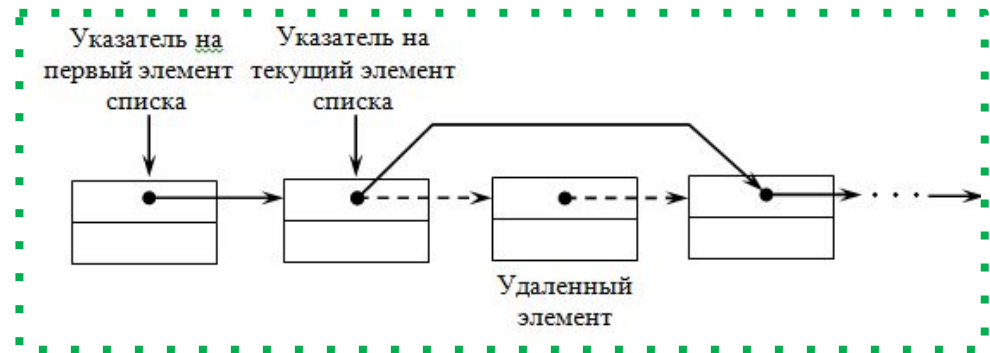 Указатель на
первый элемент
списка
Указатель на
текущий элемент
списка
Удаленный
элемент